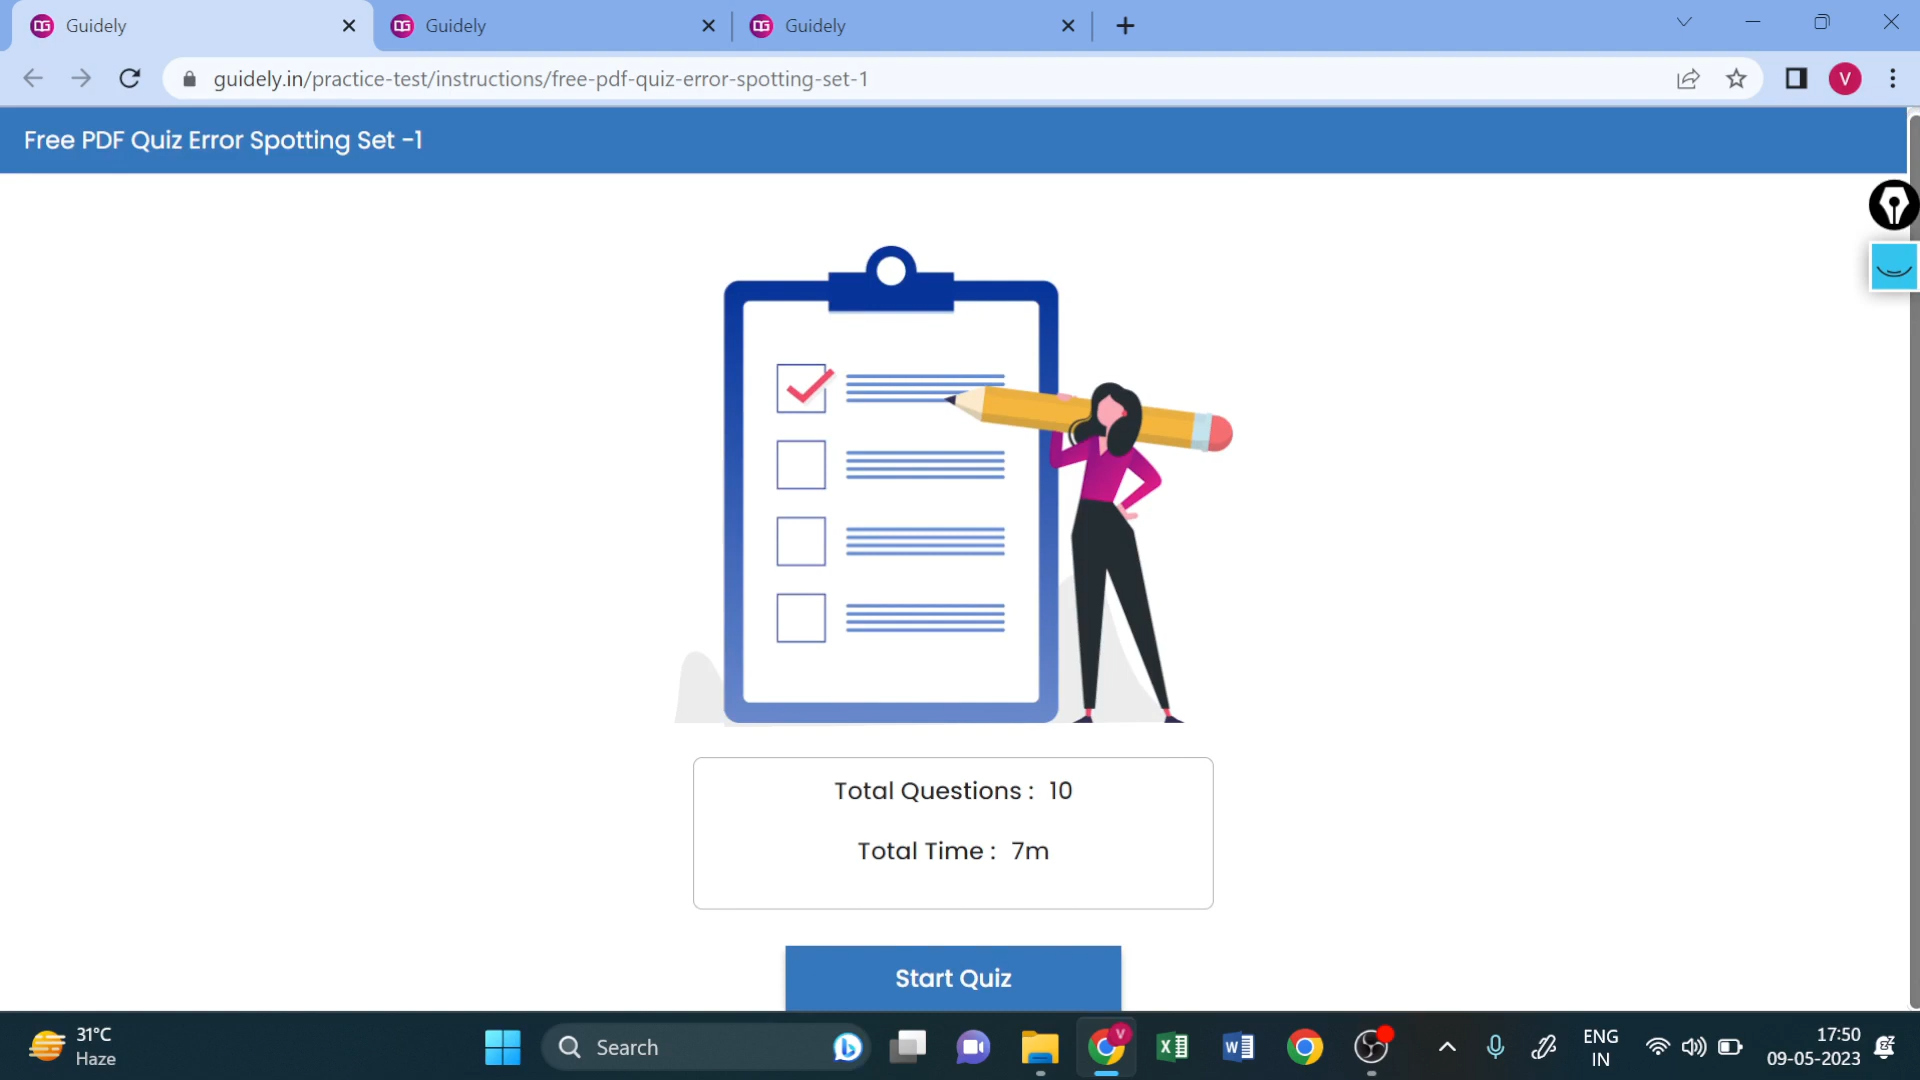 Guidely
Guidely
Guidely
guidely.in/practice-test/instructions/free-pdf-quiz-error-spotting-set-1
V
Free PDF Quiz Error Spotting Set -1
Total Questions : 10
Total Time : 7m
Start Quiz
31°C
Haze
Search
V
ENG
IN
17:50
09-05-2023